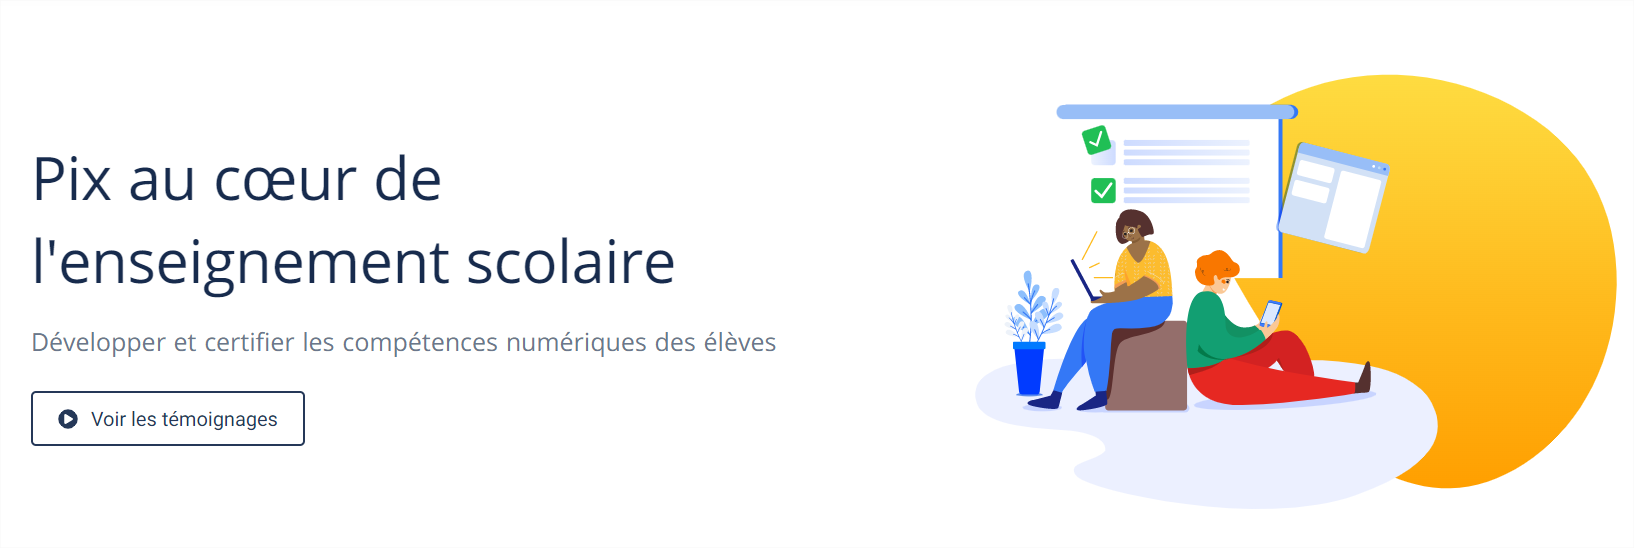 Pix au cœur de
l'enseignement scolaire
Développer et certifier les compétences numériques des élèves
Voir les témoignages